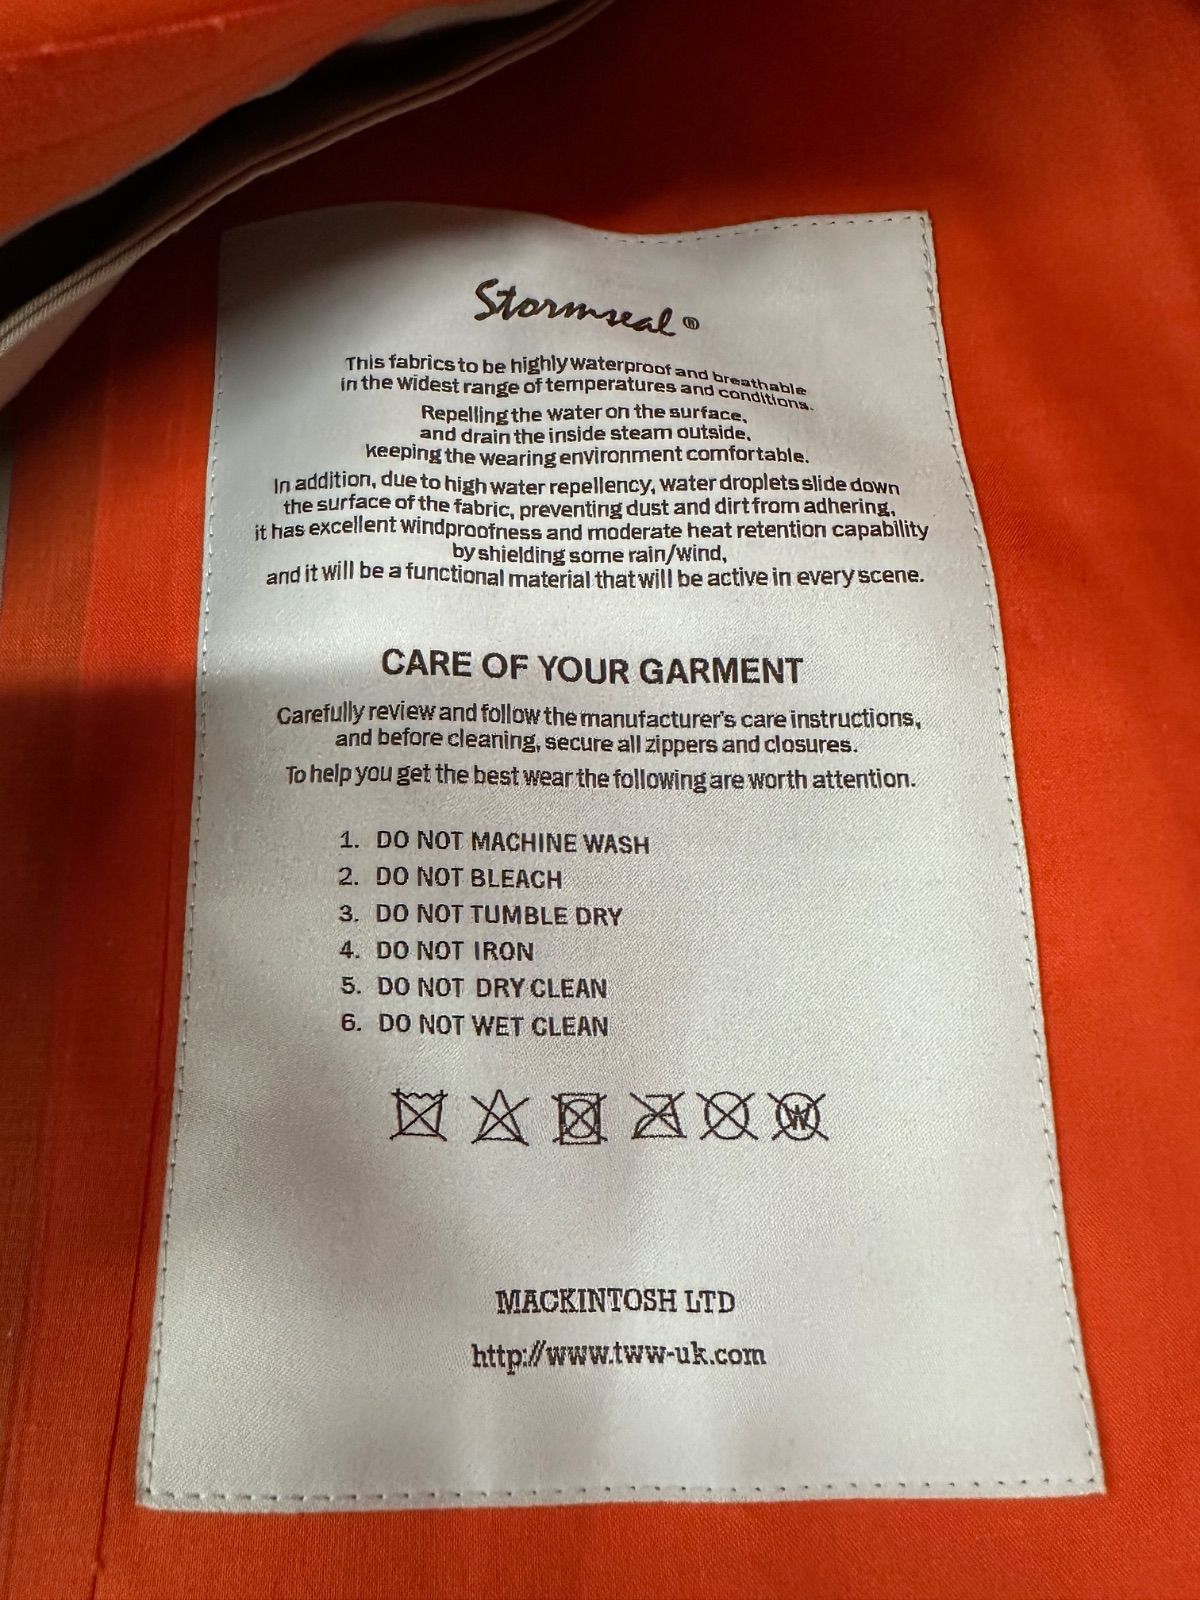 Stormseal®
This fabrics to be highly waterproof and breathable
in the widest range of temperatures and conditions.
Repelling the water on the surface,
and drain the inside steam outside,
keeping the wearing environment comfortable.
In addition, due to high water repellency, water droplets slide down
the surface of the fabric, preventing dust and dirt from adhering,
it has excellent windproofness and moderate heat retention capability
by shielding some rain/wind,
and it will be a functional material that will be active in every scene.
CARE OF YOUR GARMENT
Carefully review and follow the manufacturer's care instructions,
and before cleaning, secure all zippers and closures.
To help you get the best wear the following are worth attention.
1. DO NOT MACHINE WASH
2. DO NOT BLEACH
3. DO NOT TUMBLE DRY
4. DO NOT IRON
5. DO NOT DRY CLEAN
6. DO NOT WET CLEAN
W
MACKINTOSH LTD
http://www.tww-uk.com